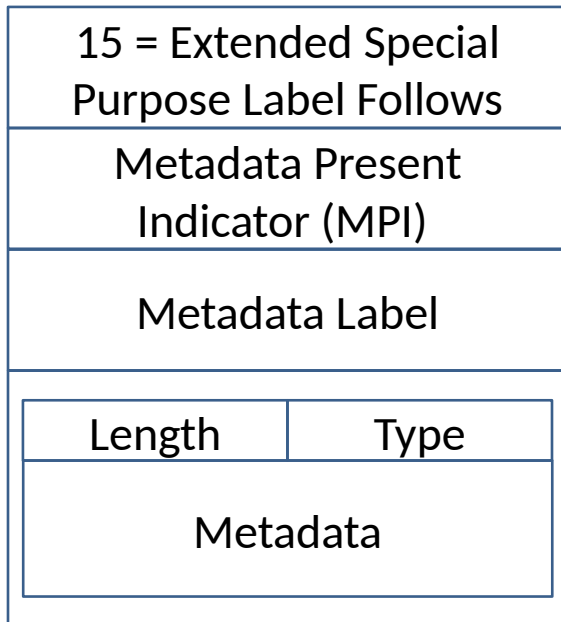 15 = Extended Special
Purpose Label Follows
Metadata Present
Indicator (MPI)
Metadata Label
Length Type
Metadata